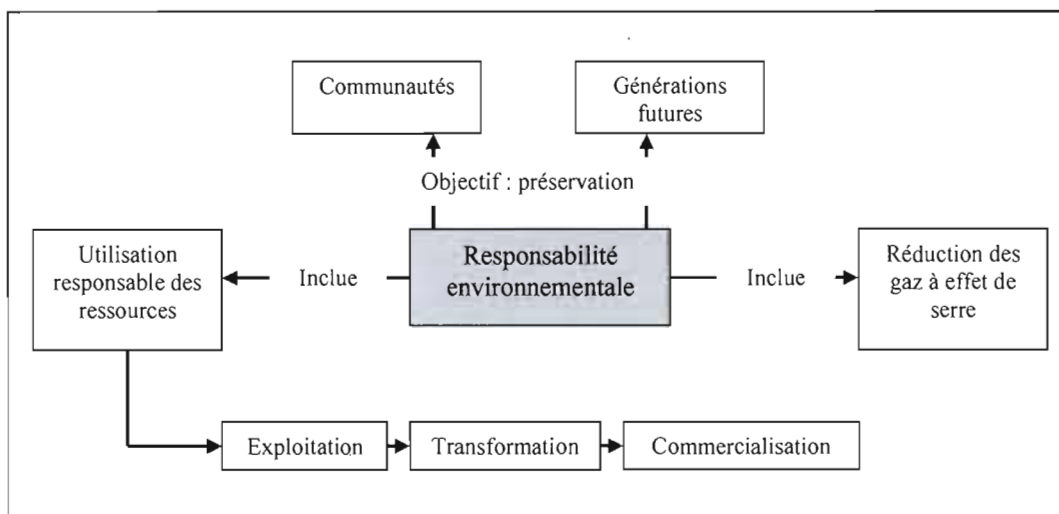 Communautés
Générations
futures
Objectif : préservation
Utilisation
responsable des
ressources
Inclue
Responsabilité
environnementale
Inclue
Réduction des
gaz à effet de
serre
Exploitation
Transformation
Commercialisation